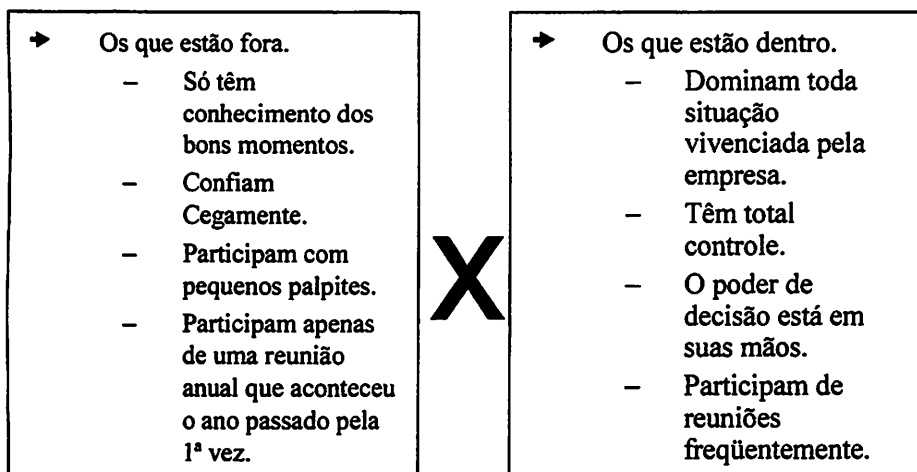 ➔ Os que estão fora.
– Só têm
conhecimento dos
bons momentos.
– Confiam
Cegamente.
– Participam com
pequenos palpites.
– Participam apenas
de uma reunião
anual que aconteceu
o ano passado pela
1ª vez.
X
➔ Os que estão dentro.
– Dominam toda
situação
vivenciada pela
empresa.
– Têm total
controle.
– O poder de
decisão está em
suas mãos.
– Participam de
reuniões
freqüentemente.